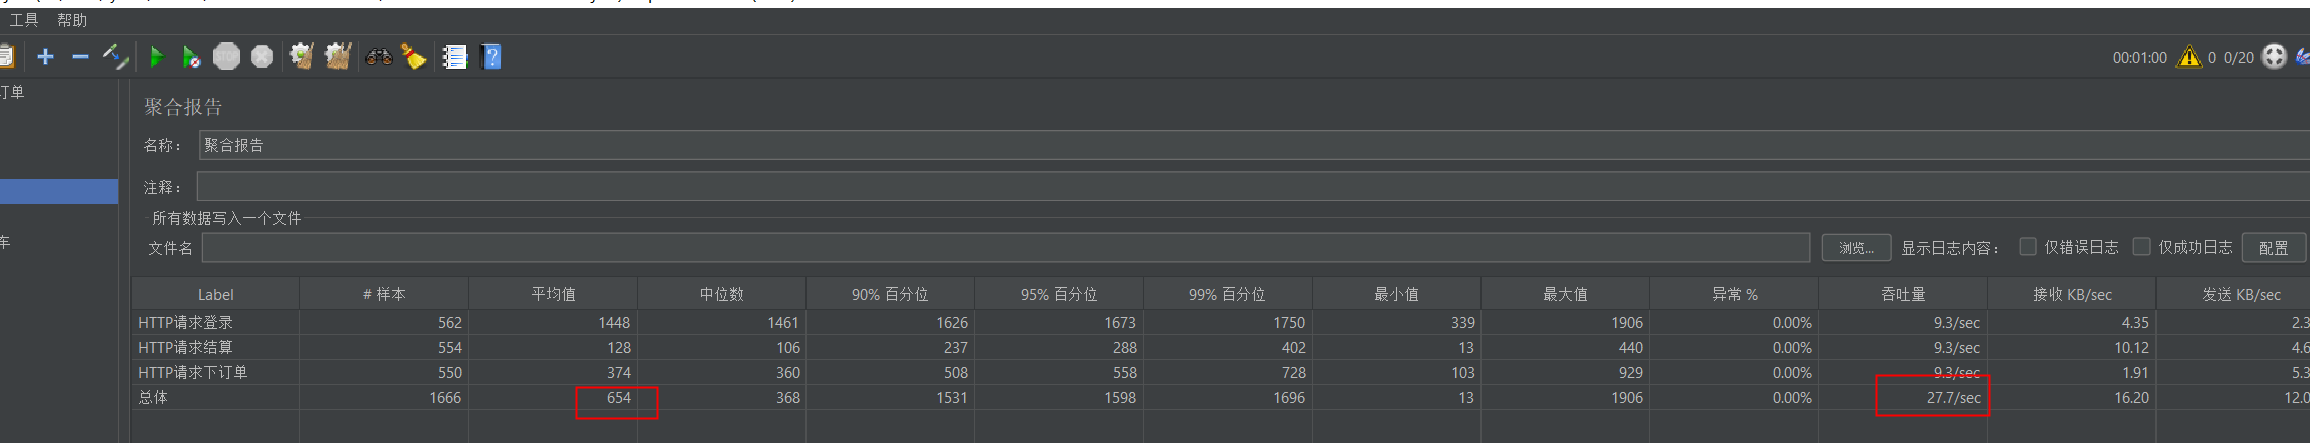 工具 帮助
STOP
00:01:00 0 0/20
订单
聚合报告
名称： 聚合报告
注释：
所有数据写入一个文件
车
文件名 浏览... 显示日志内容： 仅错误日志 仅成功日志 配置
Label # 样本 平均值 中位数 90% 百分位 95% 百分位 99% 百分位 最小值 最大值 异常 % 吞吐量 接收 KB/sec 发送 KB/sec
HTTP请求登录 562 1448 1461 1626 1673 1750 339 1906 0.00% 9.3/sec 4.35 2.3
HTTP请求结算 554 128 106 237 288 402 13 440 0.00% 9.3/sec 10.12 4.6
HTTP请求下订单 550 374 360 508 558 728 103 929 0.00% 9.3/sec 1.91 5.3
总体 1666 654 368 1531 1598 1696 13 1906 0.00% 27.7/sec 16.20 12.0